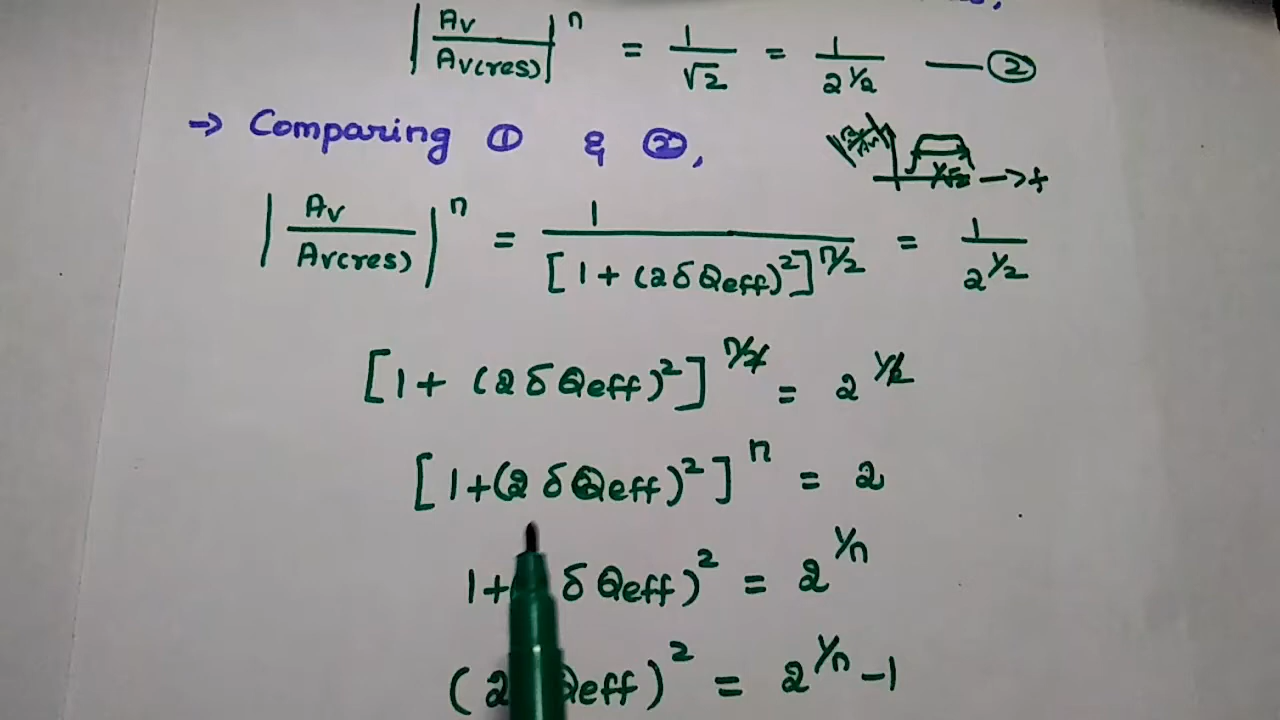 |Av/Av(res)|ⁿ = 1/√2 = 1/2^1/2 — ②
→ Comparing ① & ②,
→ f
|Av/Av(res)|ⁿ = 1/[1 + (2δQeff)²]^n/2 = 1/2^1/2
[1 + (2δQeff)²]^n/2 = 2^1/2
[1+(2δQeff)²]ⁿ = 2
1+( δQeff)² = 2^1/n
(2 Qeff)² = 2^1/n −1